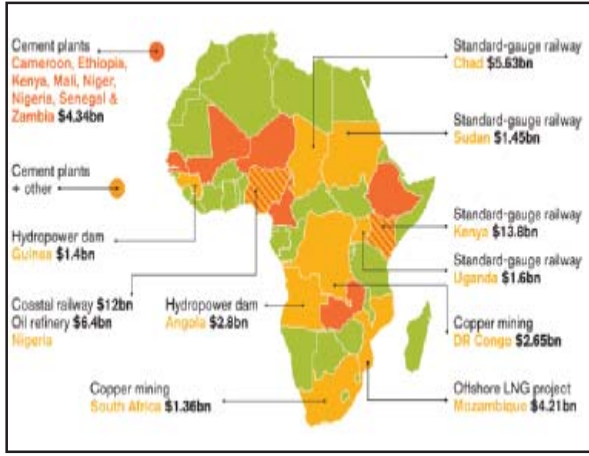 Cement plants
Cameroon, Ethiopia,
Kenya, Mali, Niger,
Nigeria, Senegal &
Zambia $4.34bn
Cement plants
+ other
Hydropower dam
Guinea $1.4bn
Coastal railway $12bn
Oil refinery $6.4bn
Nigeria
Hydropower dam
Angola $2.8bn
Copper mining
South Africa $1.36bn
Standard-gauge railway
Chad $5.63bn
Standard-gauge railway
Sudan $1.45bn
Standard-gauge railway
Kenya $13.8bn
Standard-gauge railway
Uganda $1.6bn
Copper mining
DR Congo $2.65bn
Offshore LNG project
Mozambique $4.21bn